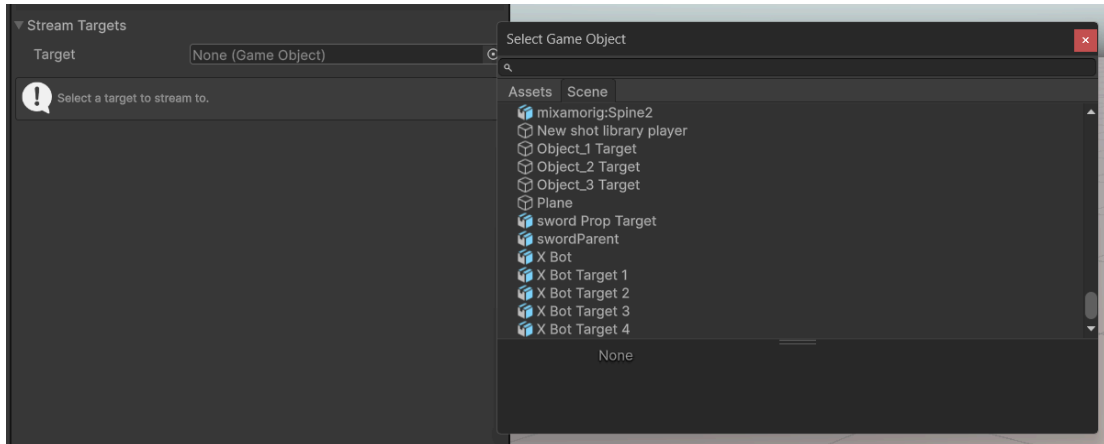 Stream Targets
Target
None (Game Object)
Select a target to stream to.
Select Game Object
Assets Scene
mixamorig:Spine2
New shot library player
Object_1 Target
Object_2 Target
Object_3 Target
Plane
sword Prop Target
swordParent
X Bot
X Bot Target 1
X Bot Target 2
X Bot Target 3
X Bot Target 4
None